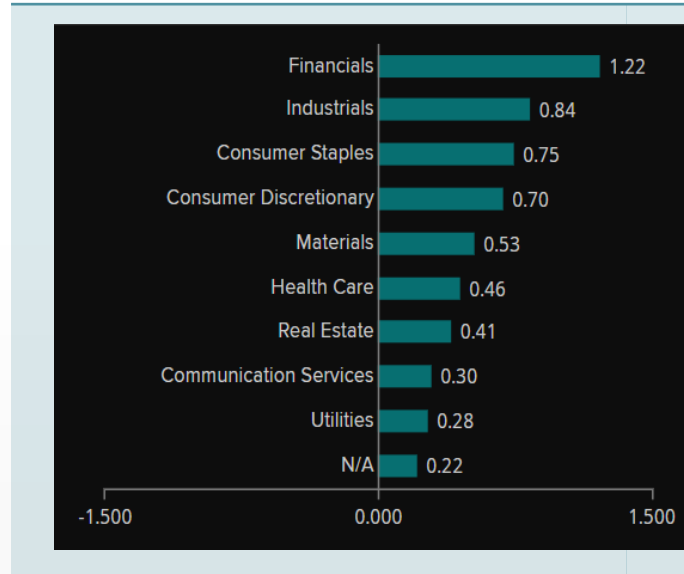 Financials 1.22
Industrials 0.84
Consumer Staples 0.75
Consumer Discretionary 0.70
Materials 0.53
Health Care 0.46
Real Estate 0.41
Communication Services 0.30
Utilities 0.28
N/A 0.22
-1.500 0.000 1.500